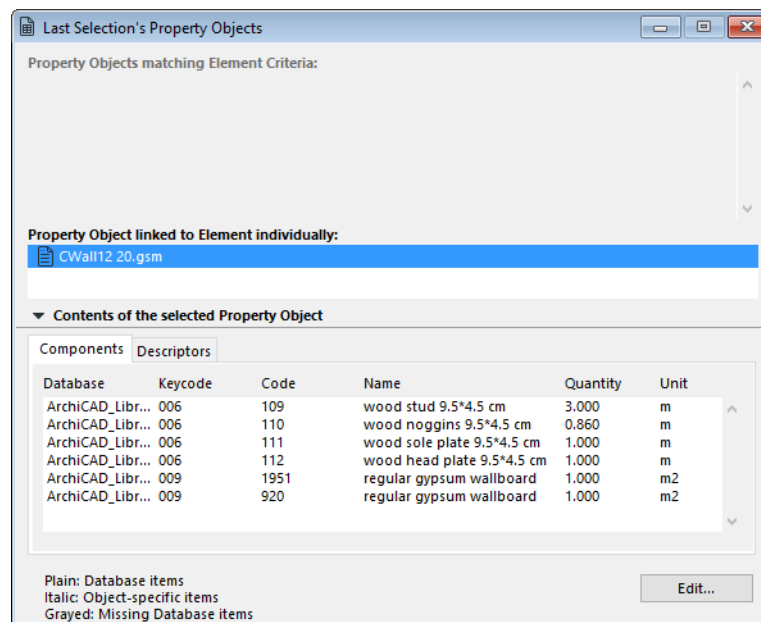 Last Selection's Property Objects
Property Objects matching Element Criteria:
Property Object linked to Element individually:
CWall12 20.gsm
Contents of the selected Property Object
Components Descriptors
Database Keycode Code Name Quantity Unit
ArchiCAD_Libr... 006 109 wood stud 9.5*4.5 cm 3.000 m
ArchiCAD_Libr... 006 110 wood noggins 9.5*4.5 cm 0.860 m
ArchiCAD_Libr... 006 111 wood sole plate 9.5*4.5 cm 1.000 m
ArchiCAD_Libr... 006 112 wood head plate 9.5*4.5 cm 1.000 m
ArchiCAD_Libr... 009 1951 regular gypsum wallboard 1.000 m2
ArchiCAD_Libr... 009 920 regular gypsum wallboard 1.000 m2
Plain: Database items
Italic: Object-specific items
Grayed: Missing Database items
Edit...